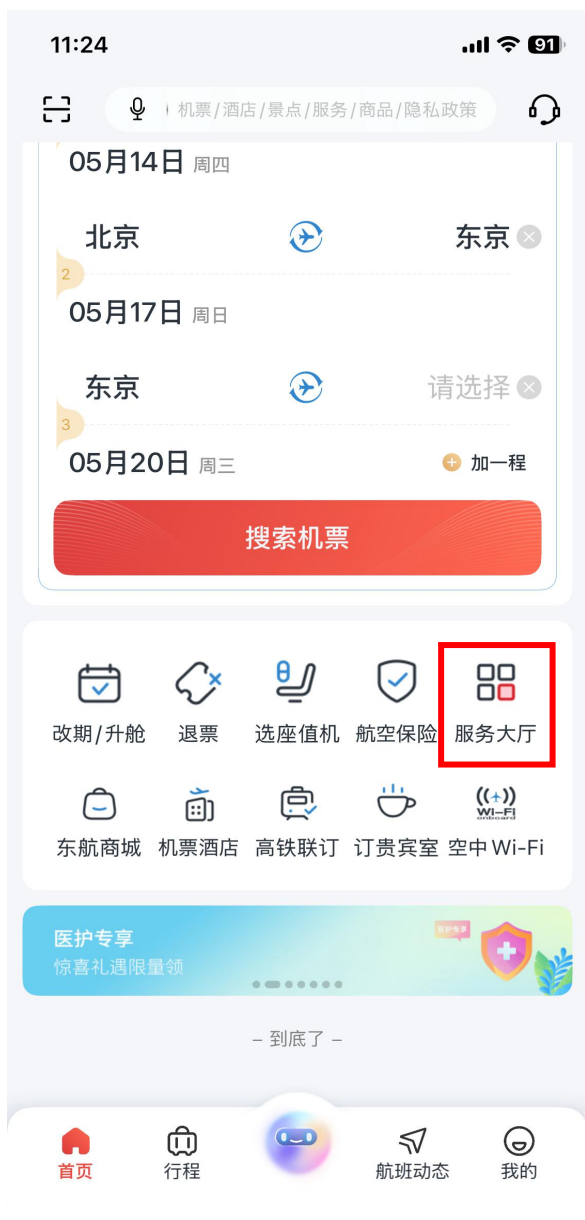 11:24
91
机票/酒店/景点/服务/商品/隐私政策
05月14日 周四
北京 东京
2
05月17日 周日
东京 请选择
3
05月20日 周三 加一程
搜索机票
改期/升舱 退票 选座值机 航空保险 服务大厅
((+))
Wi-Fi
onboard
东航商城 机票酒店 高铁联订 订贵宾室 空中Wi-Fi
医护专享
惊喜礼遇限量领
医护专享
– 到底了 –
首页 行程 航班动态 我的